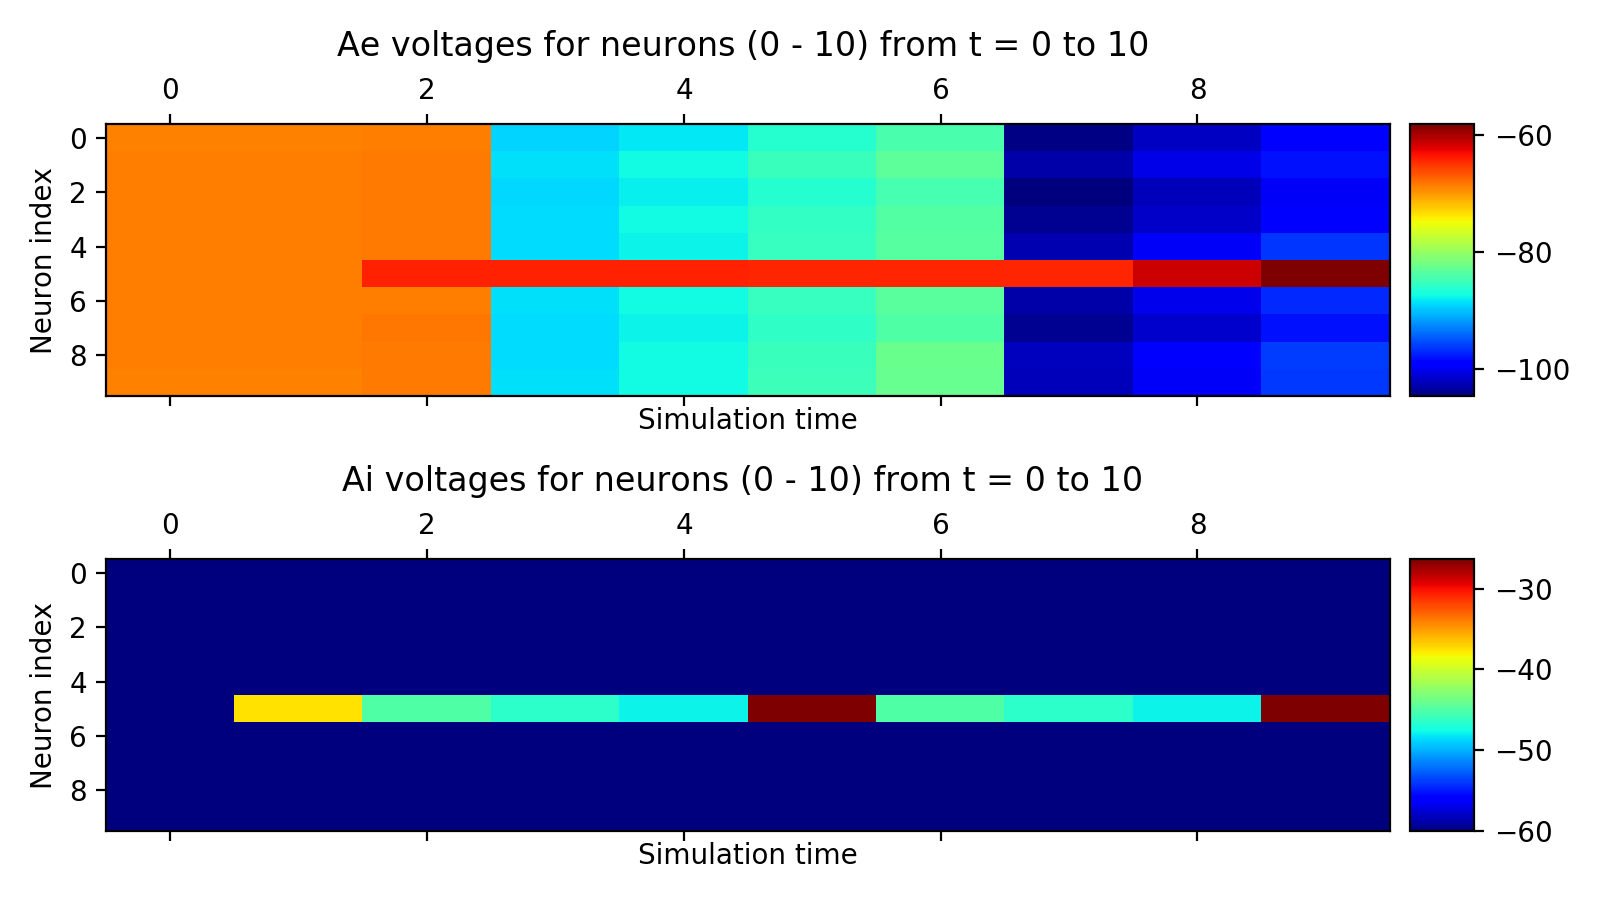 Ae voltages for neurons (0 - 10) from t = 0 to 10
0 2 4 6 8
Neuron index
0
2
4
6
8
−60
−80
−100
Simulation time
Ai voltages for neurons (0 - 10) from t = 0 to 10
0 2 4 6 8
Neuron index
0
2
4
6
8
−30
−40
−50
−60
Simulation time